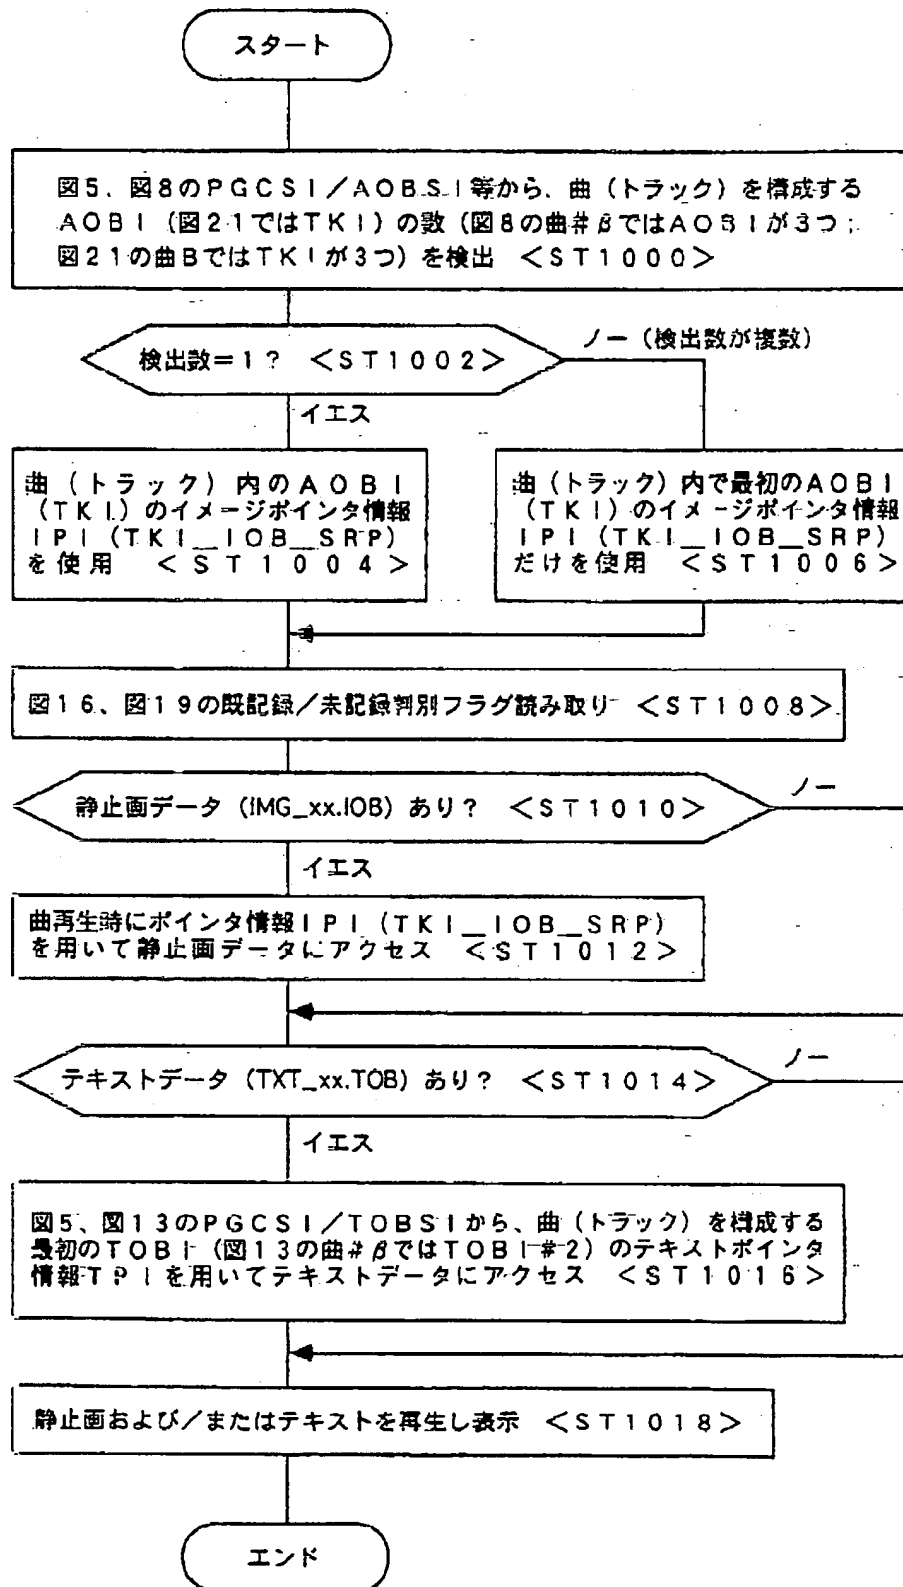 スタート
図5、図8のPGCSI/AOBSI等から、曲(トラック)を構成する
AOBI(図21ではTKI)の数(図8の曲#βではAOBIが3つ;
図21の曲BではTKIが3つ)を検出 <ST1000>
検出数=1? <ST1002>
ノー(検出数が複数)
イエス
曲(トラック)内のAOBI
(TKI)のイメージポインタ情報
IPI(TKI_IOB_SRP)
を使用 <ST1004>
曲(トラック)内で最初のAOBI
(TKI)のイメージポインタ情報
IPI(TKI_IOB_SRP)
だけを使用 <ST1006>
図16、図19の既記録/未記録判別フラグ読み取り <ST1008>
静止画データ(IMG_xx.IOB)あり? <ST1010>
ノー
イエス
曲再生時にポインタ情報IPI(TKI_IOB_SRP)
を用いて静止画データにアクセス <ST1012>
テキストデータ(TXT_xx.TOB)あり? <ST1014>
ノー
イエス
図5、図13のPGCSI/TOBSIから、曲(トラック)を構成する
最初のTOBI(図13の曲#βではTOBI#2)のテキストポインタ
情報TPIを用いてテキストデータにアクセス <ST1016>
静止画および/またはテキストを再生し表示 <ST1018>
エンド